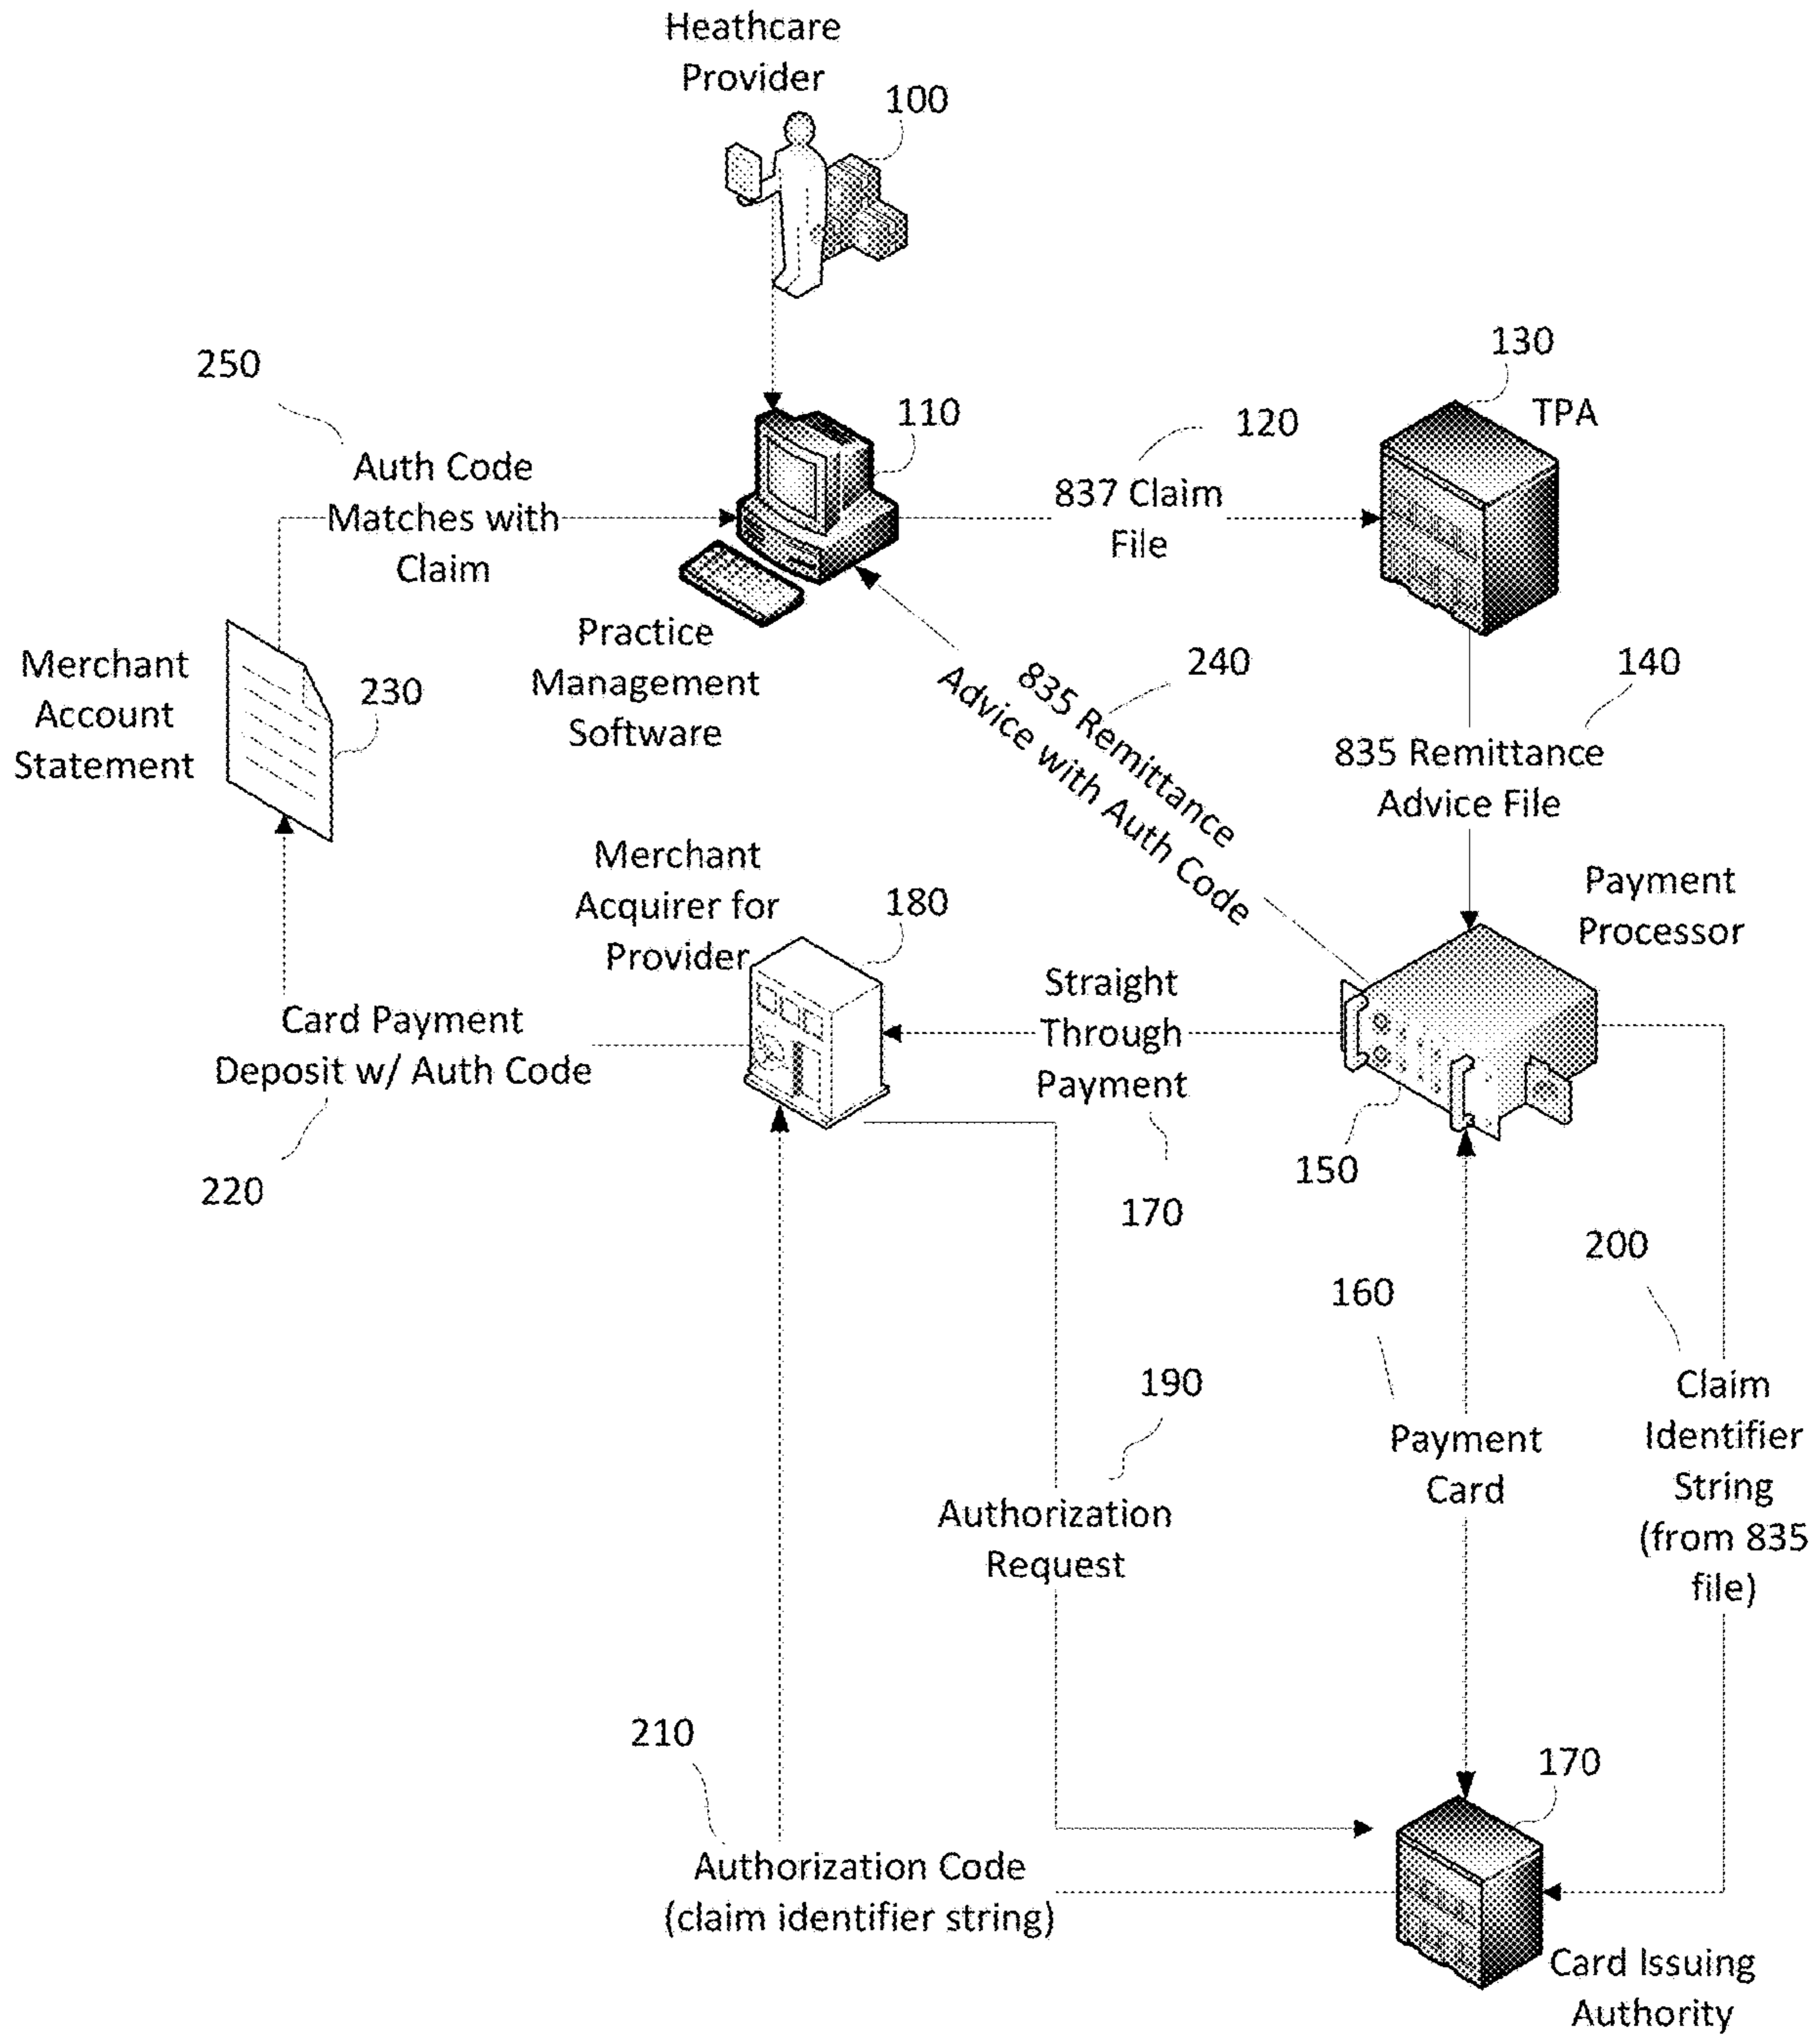 Heathcare
Provider
100
250
130
TPA
110
120
Auth Code
Matches with
Claim
837 Claim
File
Practice
Management
Software
Merchant
Account
Statement
230
240
140
835 Remittance
Advice with Auth Code
835 Remittance
Advice File
Merchant
Acquirer for
Provider
180
Payment
Processor
Straight
Through
Payment
Card Payment
Deposit w/ Auth Code
150
220
170
200
160
190
Claim
Identifier
String
(from 835
file)
Payment
Card
Authorization
Request
210
170
Authorization Code
(claim identifier string)
Card Issuing
Authority